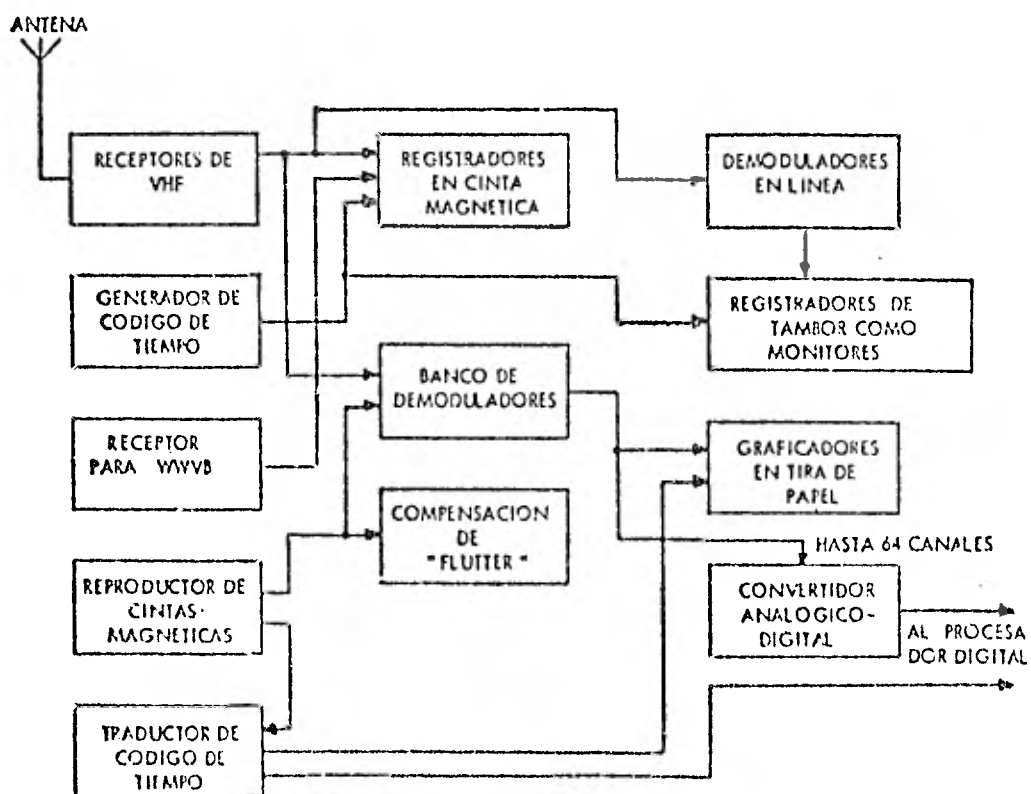 ANTENA
RECEPTORES DE
VHF
REGISTRADORES
EN CINTA
MAGNETICA
DEMODULADORES
EN LINEA
GENERADOR DE
CODIGO DE
TIEMPO
REGISTRADORES DE
TAMBOR COMO
MONITORES
BANCO DE
DEMODULADORES
RECEPTOR
PARA WWVB
GRAFICADORES
EN TIRA DE
PAPEL
COMPENSACION
DE
"FLUTTER"
HASTA 64 CANALES
REPRODUCTOR DE
CINTAS
MAGNETICAS
CONVERTIDOR
ANALOGICO-
DIGITAL
AL PROCESA
DOR DIGITAL
TRADUCTOR DE
CODIGO DE
TIEMPO